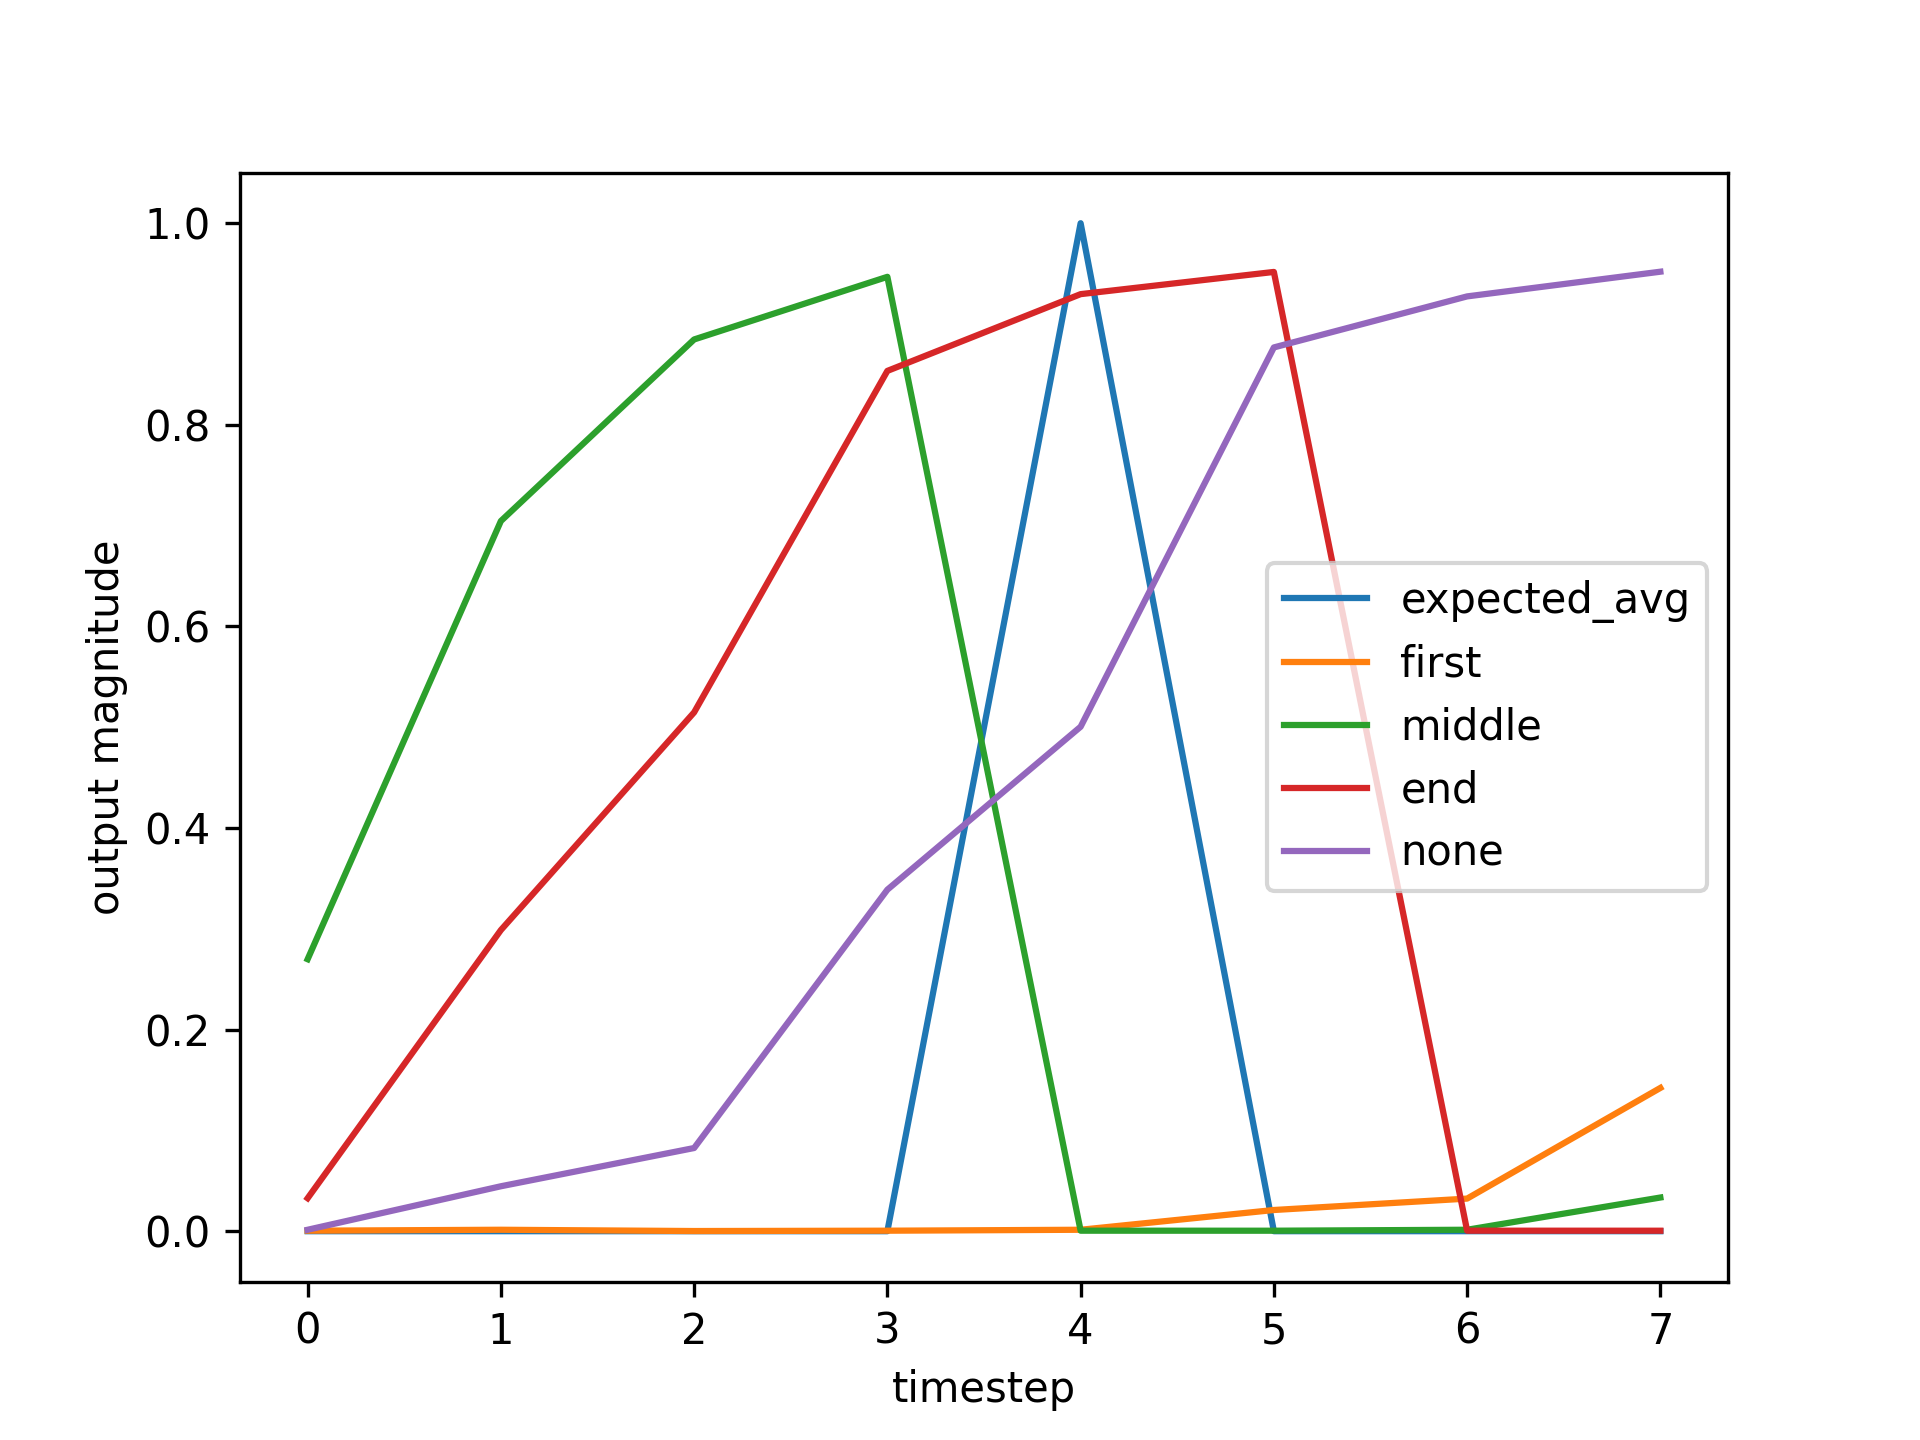 1.0
0.8
0.6
0.4
0.2
0.0
output magnitude
expected_avg
first
middle
end
none
0 1 2 3 4 5 6 7
timestep